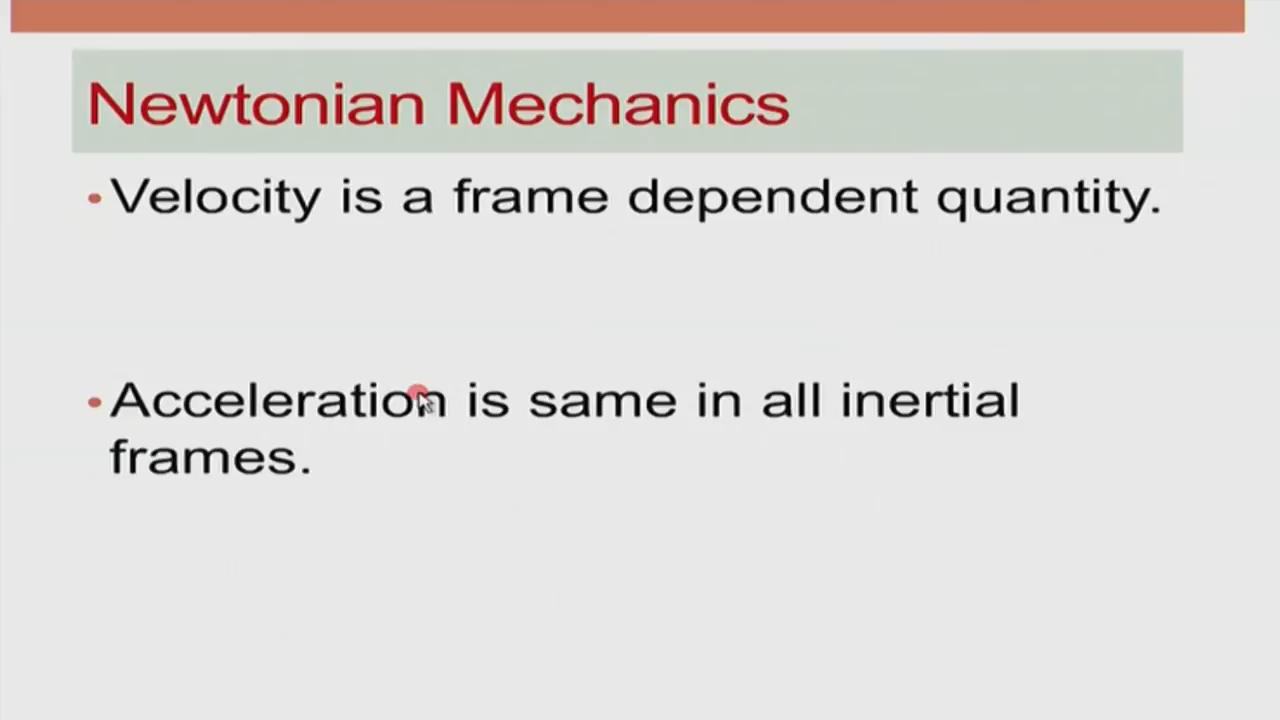 Newtonian Mechanics
• Velocity is a frame dependent quantity.
• Acceleration is same in all inertial
frames.